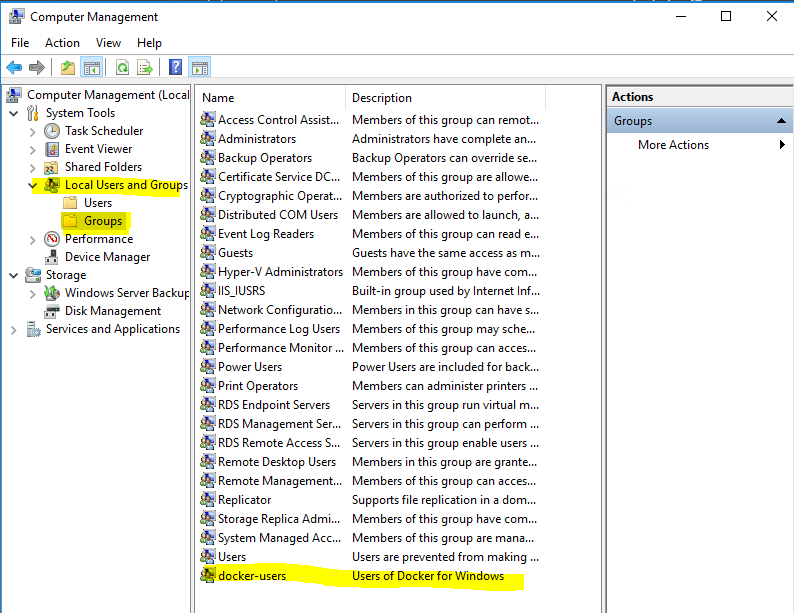 Computer Management
File Action View Help
Computer Management (Local
System Tools
Task Scheduler
Event Viewer
Shared Folders
Local Users and Groups
Users
Groups
Performance
Device Manager
Storage
Windows Server Backup
Disk Management
Services and Applications
Name Description
Access Control Assist... Members of this group can remot...
Administrators Administrators have complete an...
Backup Operators Backup Operators can override se...
Certificate Service DC... Members of this group are allowe...
Cryptographic Operat... Members are authorized to perfor...
Distributed COM Users Members are allowed to launch, a...
Event Log Readers Members of this group can read e...
Guests Guests have the same access as m...
Hyper-V Administrators Members of this group have com...
IIS_IUSRS Built-in group used by Internet Inf...
Network Configuratio... Members in this group can have s...
Performance Log Users Members of this group may sche...
Performance Monitor ... Members of this group can acces...
Power Users Power Users are included for back...
Print Operators Members can administer printers ...
RDS Endpoint Servers Servers in this group run virtual m...
RDS Management Ser... Servers in this group can perform ...
RDS Remote Access S... Servers in this group enable users ...
Remote Desktop Users Members in this group are grante...
Remote Management... Members of this group can acces...
Replicator Supports file replication in a dom...
Storage Replica Admi... Members of this group have com...
System Managed Acc... Members of this group are mana...
Users Users are prevented from making ...
docker-users Users of Docker for Windows
Actions
Groups
More Actions